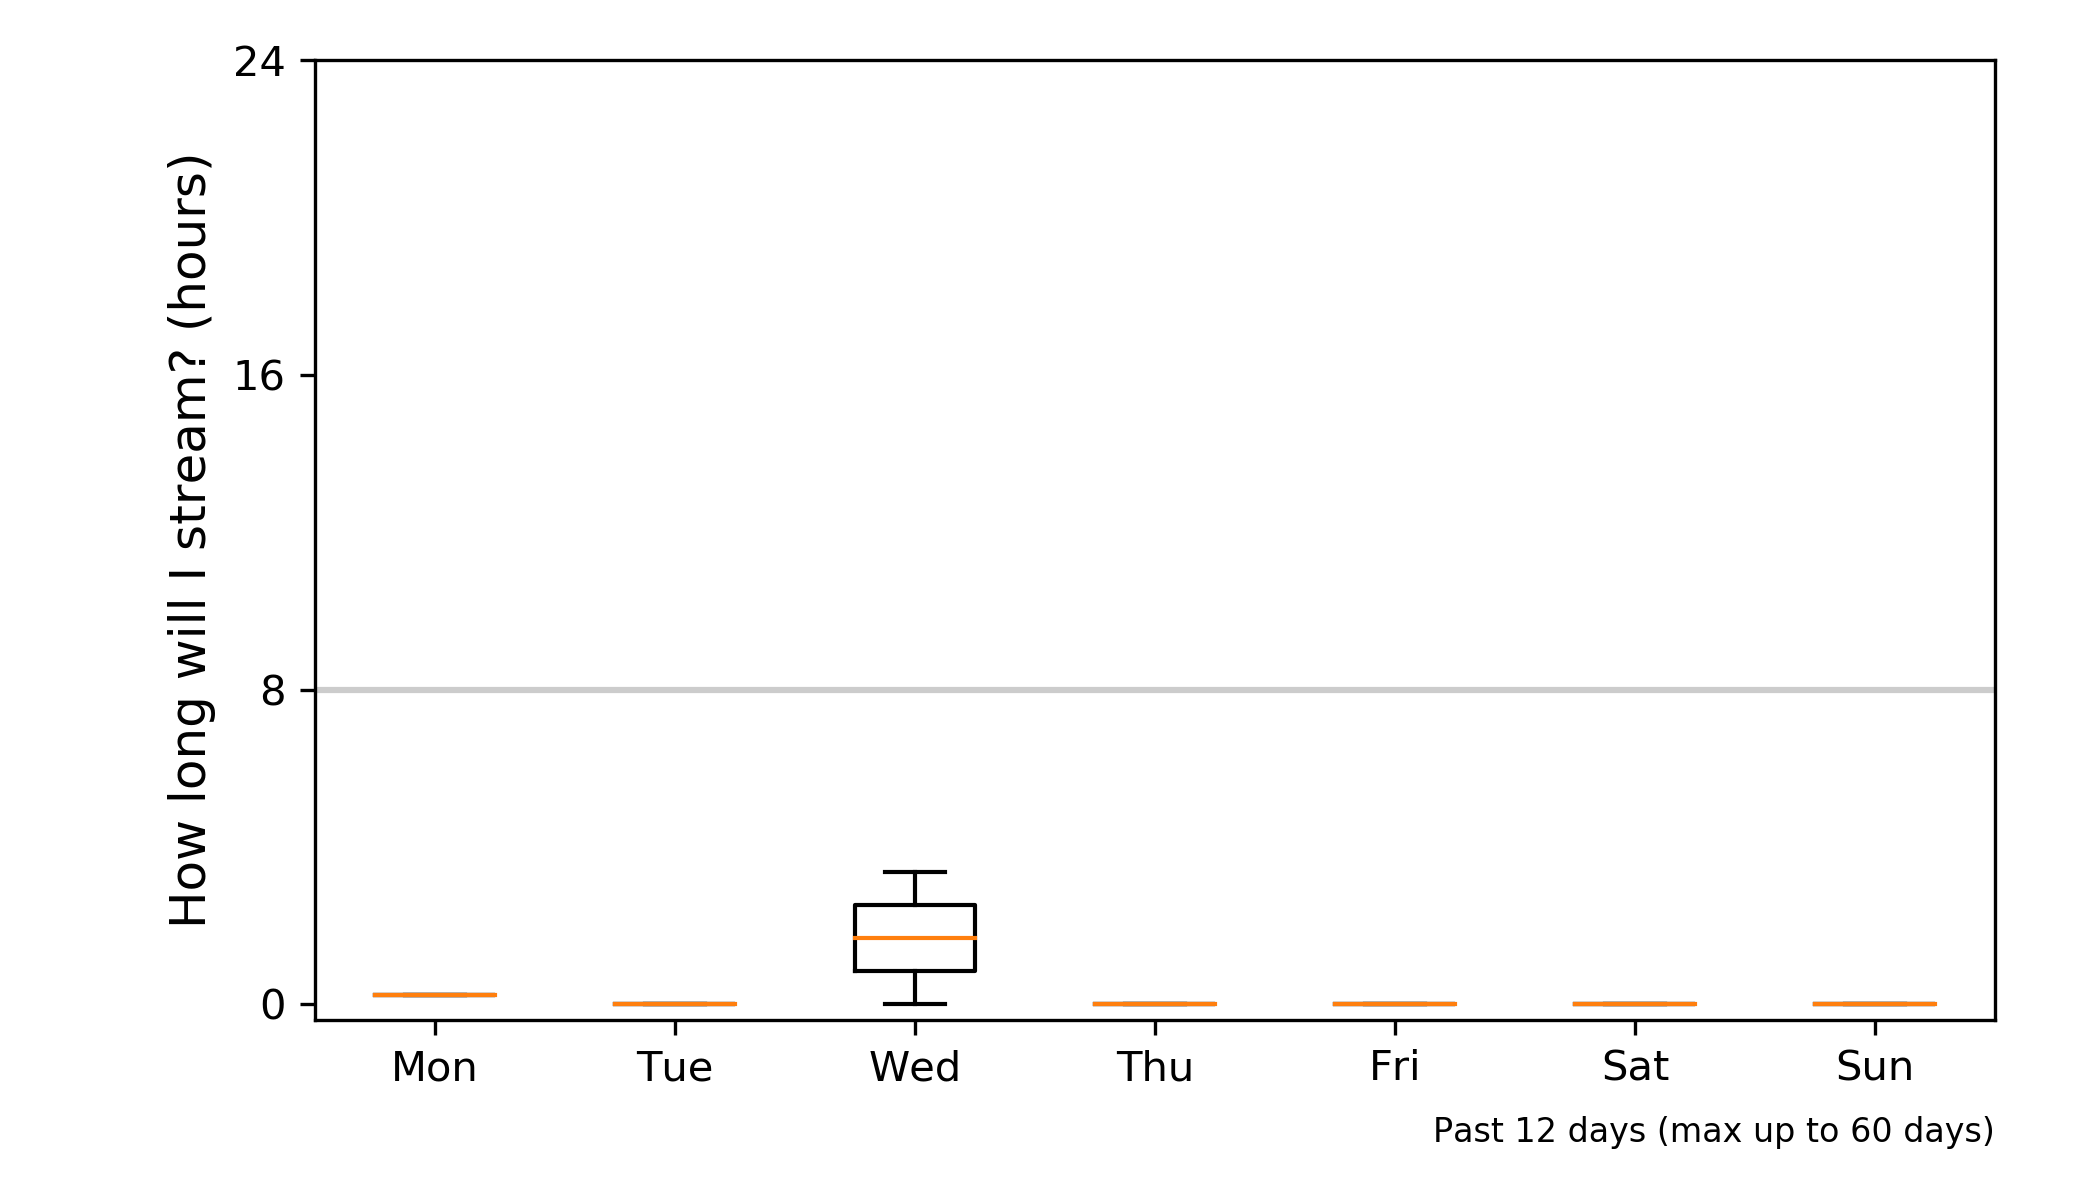 How long will I stream? (hours)
24
16
8
0
Mon Tue Wed Thu Fri Sat Sun
Past 12 days (max up to 60 days)